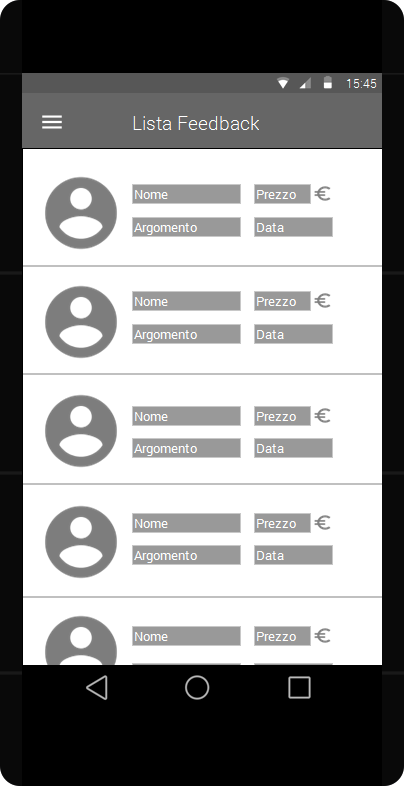 15:45
Lista Feedback
Nome Prezzo €
Argomento Data
Nome Prezzo €
Argomento Data
Nome Prezzo €
Argomento Data
Nome Prezzo €
Argomento Data
Nome Prezzo €